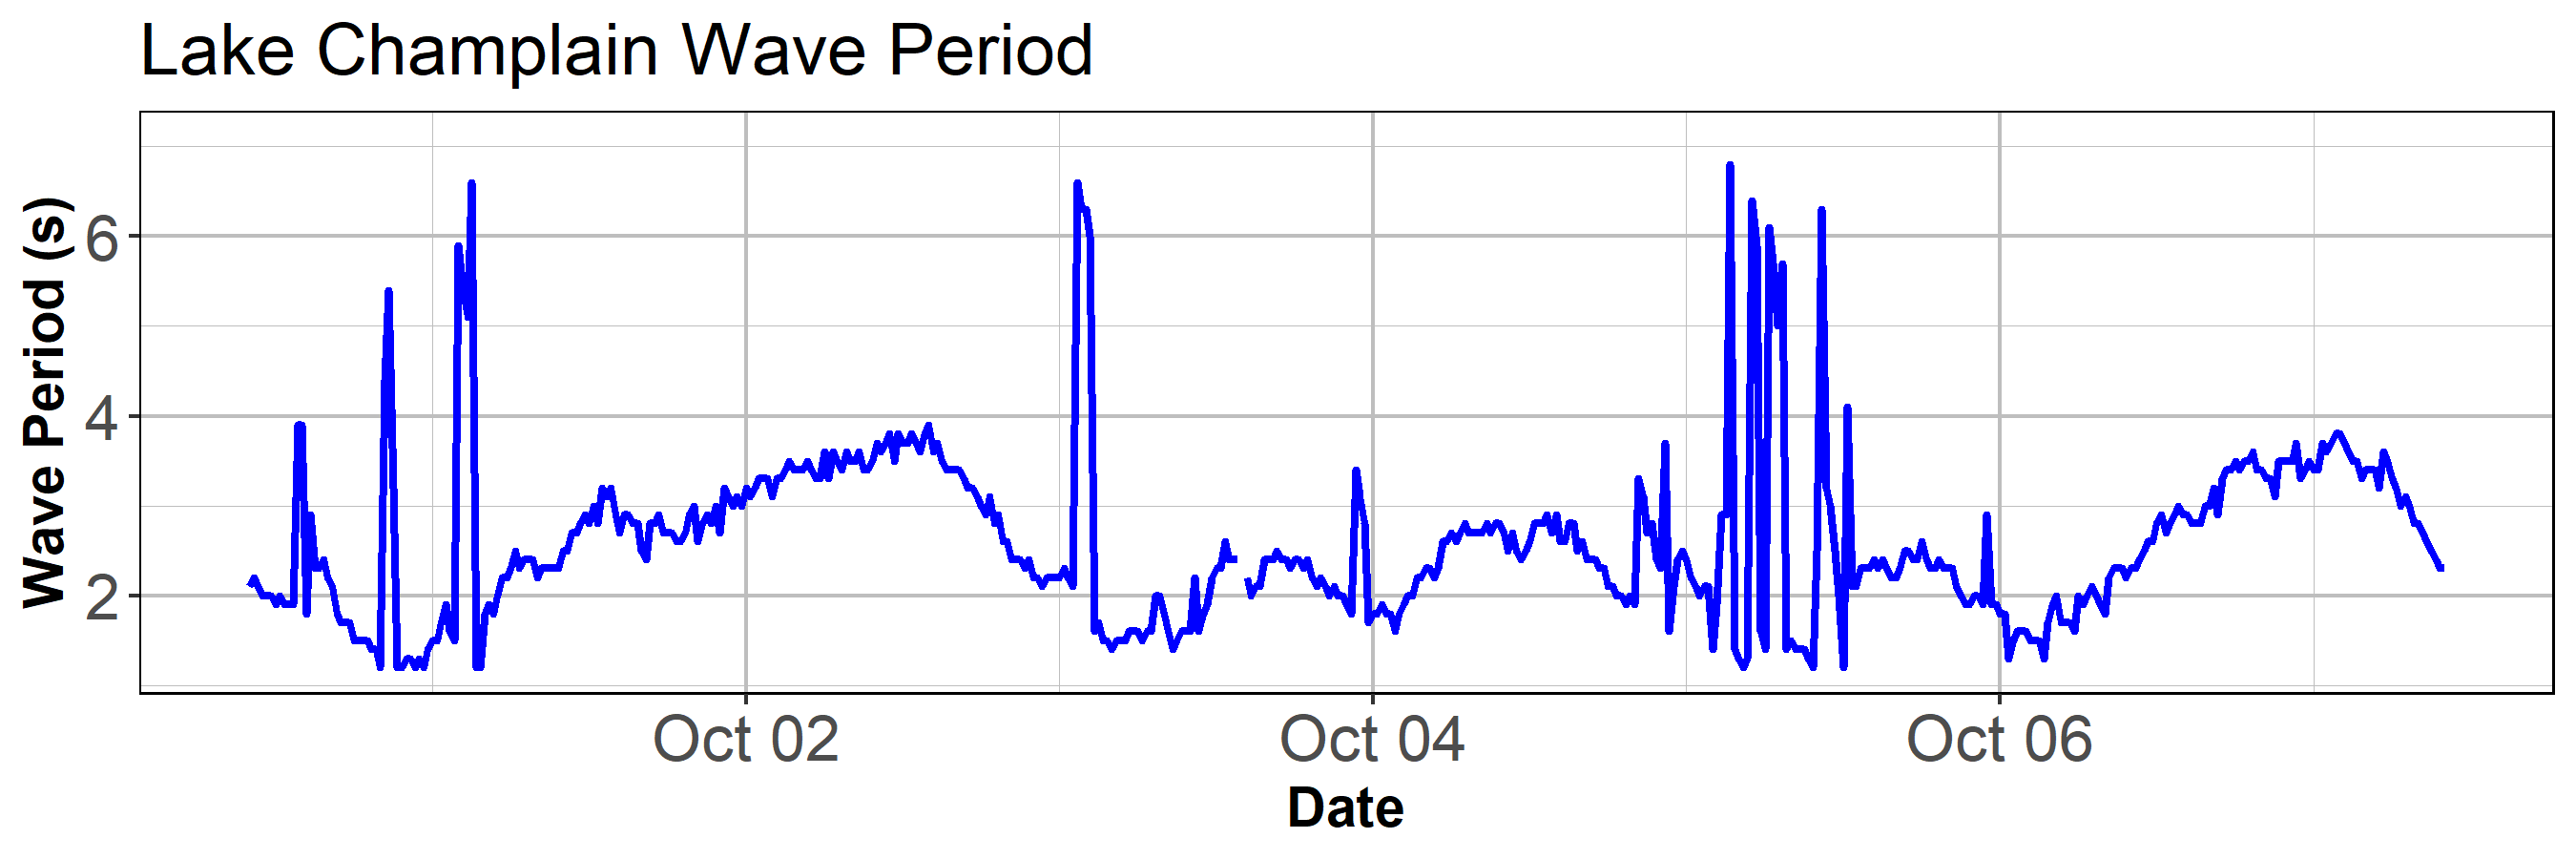 Lake Champlain Wave Period
Wave Period (s)
6
4
2
Oct 02
Oct 04
Oct 06
Date